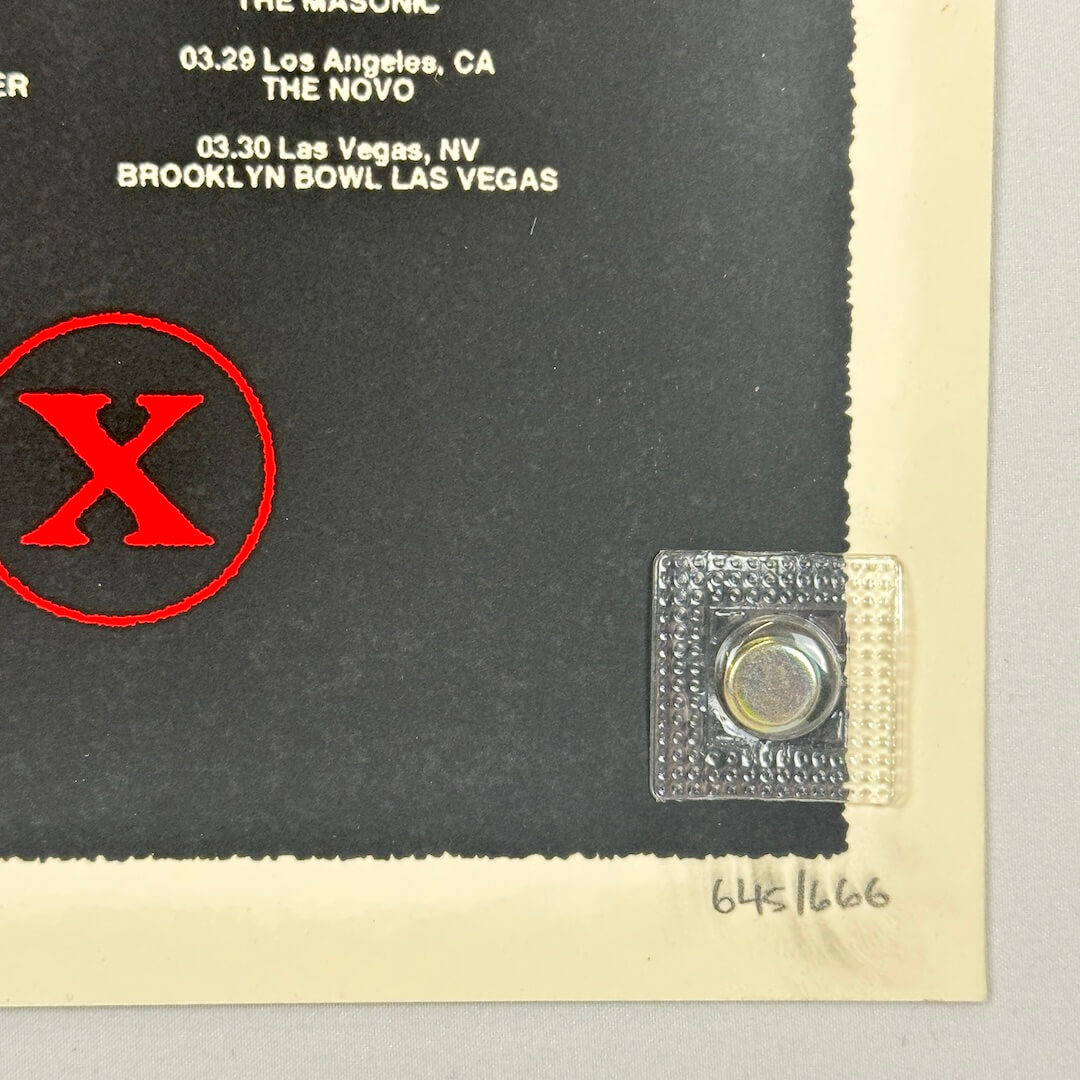 THE MASONIC
03.29 Los Angeles, CA
THE NOVO
ER
03.30 Las Vegas, NV
BROOKLYN BOWL LAS VEGAS
X
645/666